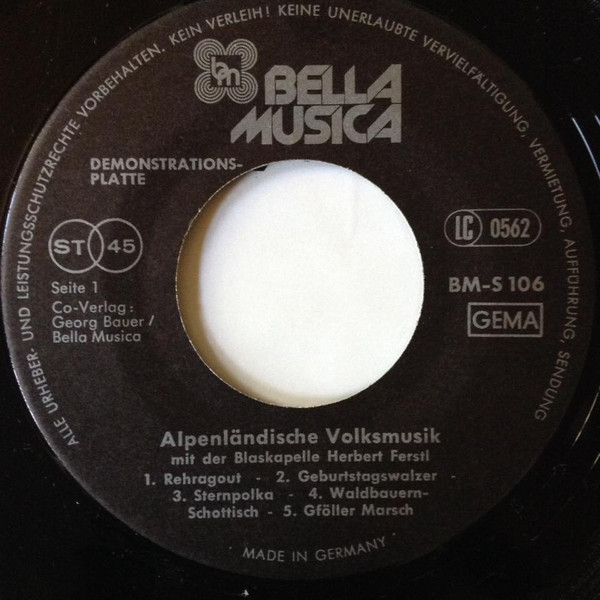 ALLE URHEBER- UND LEISTUNGSSCHUTZRECHTE VORBEHALTEN. KEIN VERLEIH! KEINE UNERLAUBTE VERVIELFÄLTIGUNG, VERMIETUNG, AUFFÜHRUNG, SENDUNG
bm
BELLA
MUSICA
DEMONSTRATIONS-
PLATTE
ST 45
LC 0562
Seite 1
BM-S 106
Co-Verlag:
Georg Bauer /
Bella Musica
GEMA
Alpenländische Volksmusik
mit der Blaskapelle Herbert Ferstl
1. Rehragout - 2. Geburtstagswalzer -
3. Sternpolka - 4. Waldbauern-
Schottisch - 5. Gföller Marsch
· MADE IN GERMANY ·